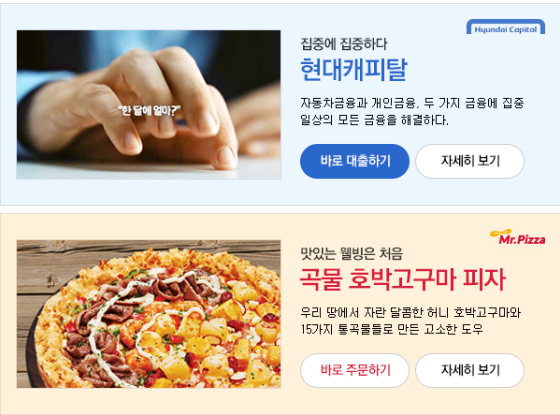 Hyundai Capital
집중에 집중하다
현대캐피탈
"한 달에 얼마?"
자동차금융과 개인금융, 두 가지 금융에 집중
일상의 모든 금융을 해결하다.
바로 대출하기
자세히 보기
Mr.Pizza
맛있는 웰빙은 처음
곡물 호박고구마 피자
우리 땅에서 자란 달콤한 허니 호박고구마와
15가지 통곡물들로 만든 고소한 도우
바로 주문하기
자세히 보기